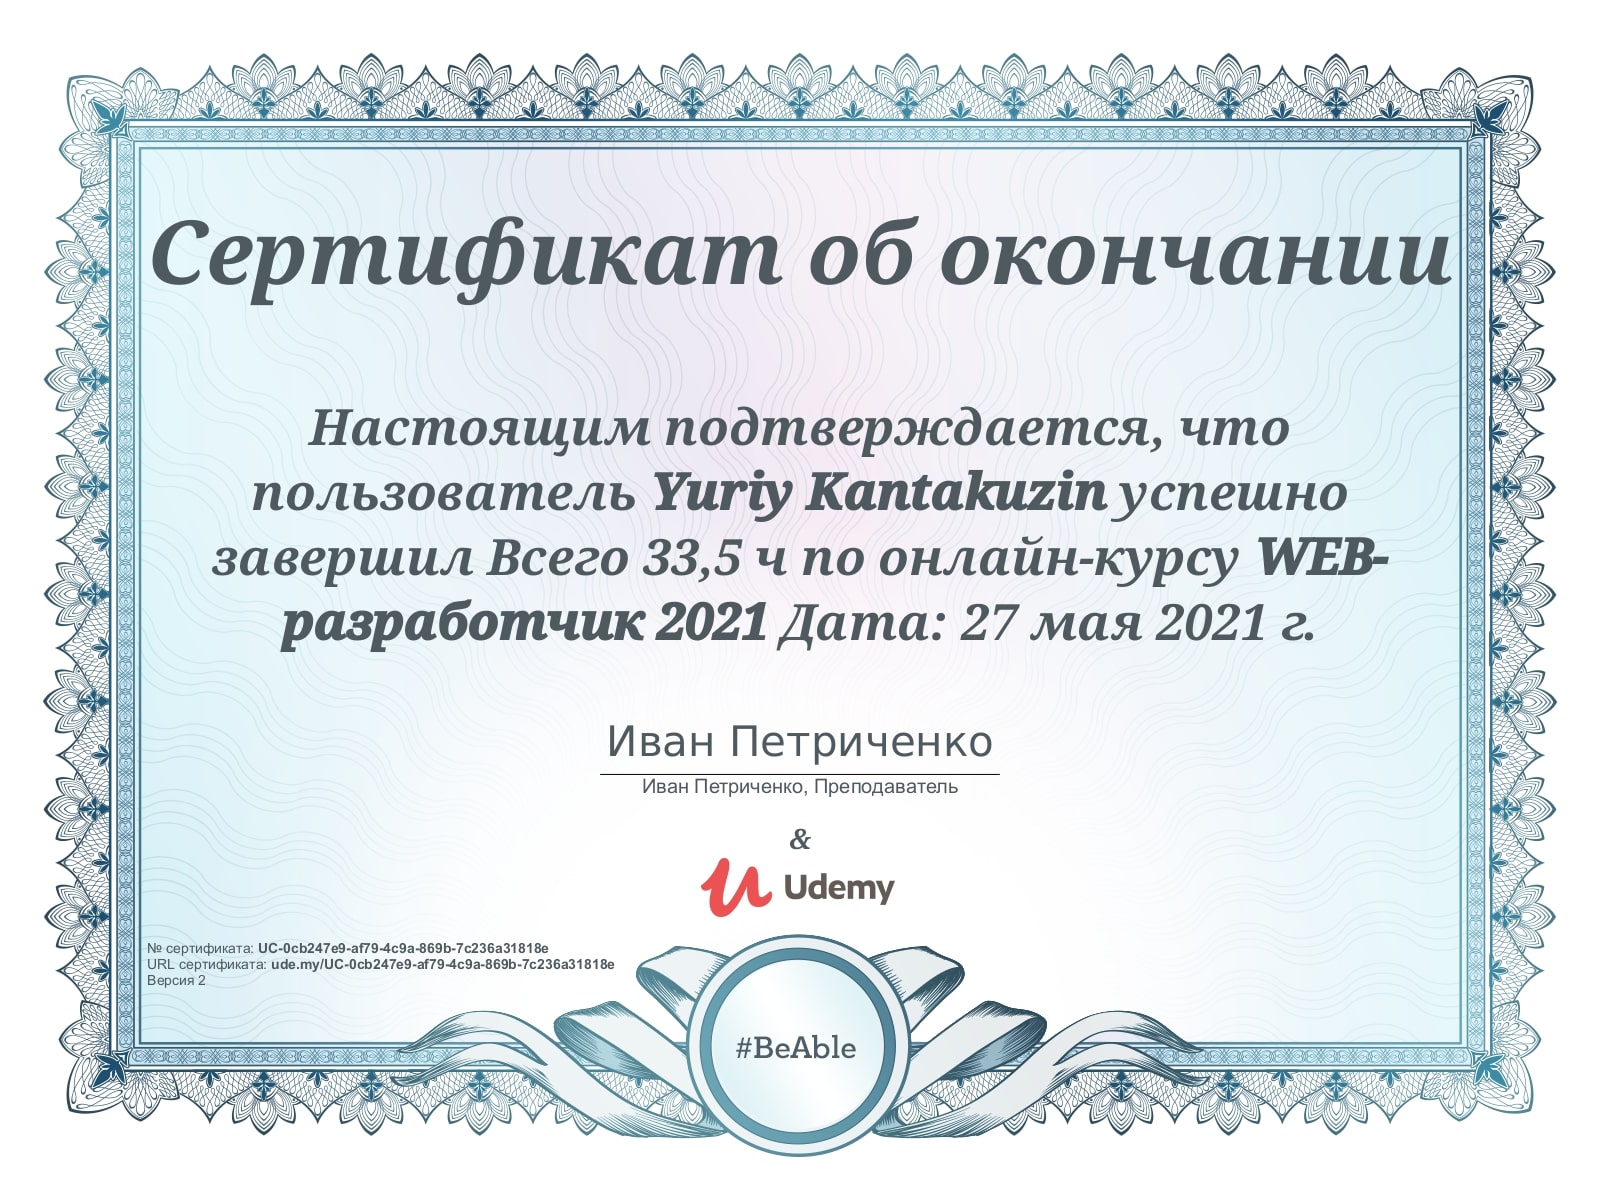 Сертификат об окончании
Настоящим подтверждается, что
пользователь Yuriy Kantakuzin успешно
завершил Всего 33,5 ч по онлайн-курсу WEB-
разработчик 2021 Дата: 27 мая 2021 г.
Иван Петриченко
Иван Петриченко, Преподаватель
&
Udemy
№ сертификата: UC-0cb247e9-af79-4c9a-869b-7c236a31818e
URL сертификата: ude.my/UC-0cb247e9-af79-4c9a-869b-7c236a31818e
Версия 2
#BeAble